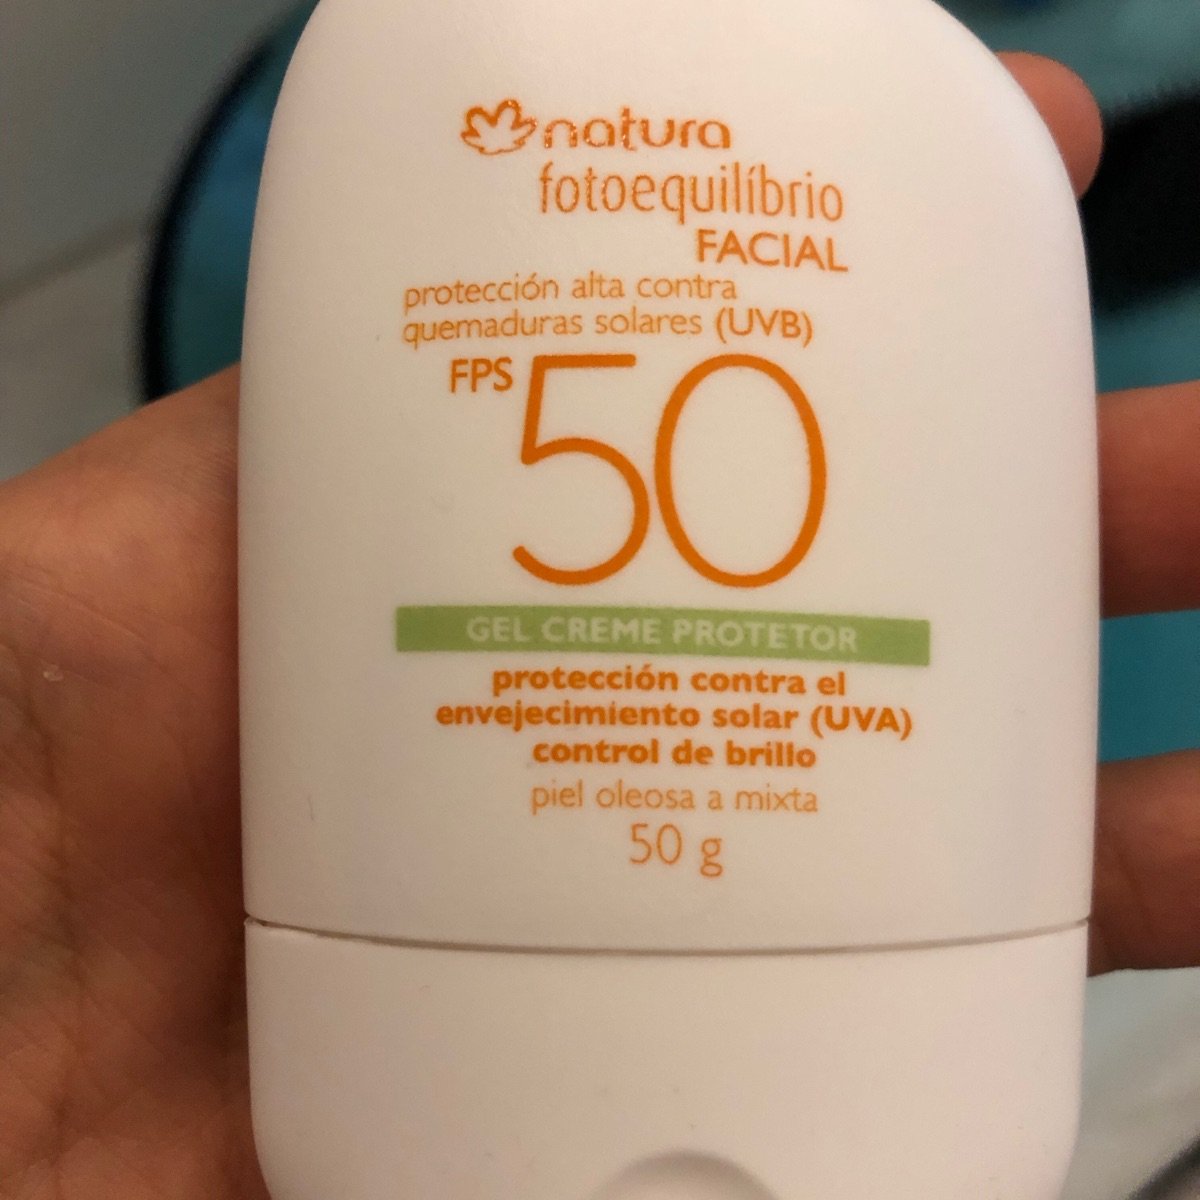 natura
fotoequilíbrio
FACIAL
protección alta contra
quemaduras solares (UVB)
FPS 50
GEL CREME PROTETOR
protección contra el
envejecimiento solar (UVA)
control de brillo
piel oleosa a mixta
50 g